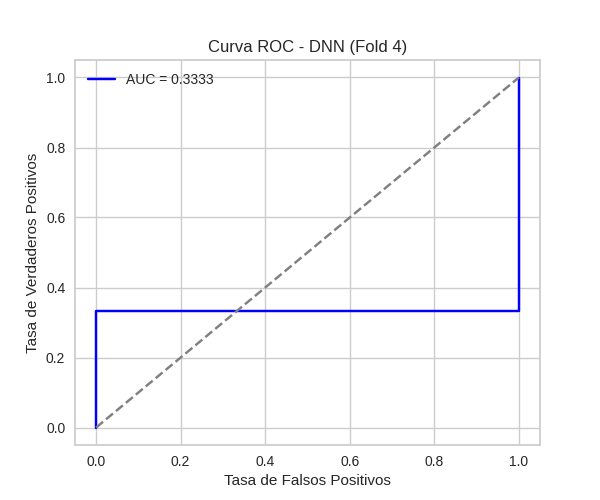 Curva ROC - DNN (Fold 4)
AUC = 0.3333
Tasa de Verdaderos Positivos
1.0
0.8
0.6
0.4
0.2
0.0
0.0 0.2 0.4 0.6 0.8 1.0
Tasa de Falsos Positivos